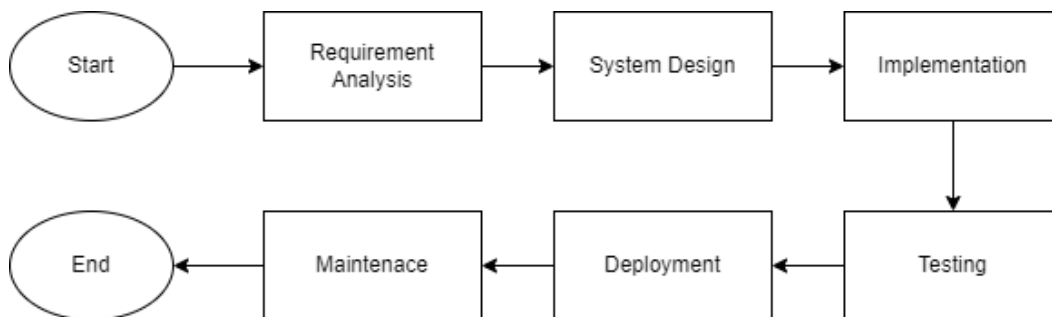 Start
Requirement
Analysis
System Design
Implementation
Testing
Deployment
Maintenace
End